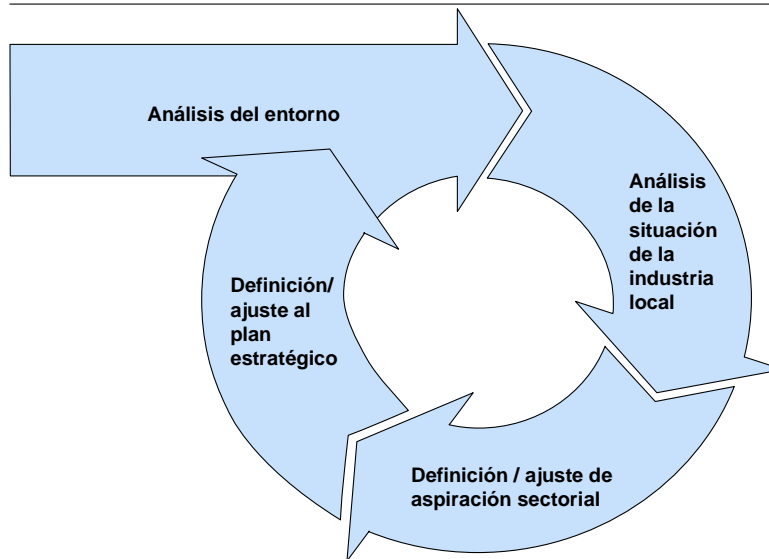 Análisis del entorno
Análisis
de la
situación
de la
industria
local
Definición/
ajuste al
plan
estratégico
Definición / ajuste de
aspiración sectorial